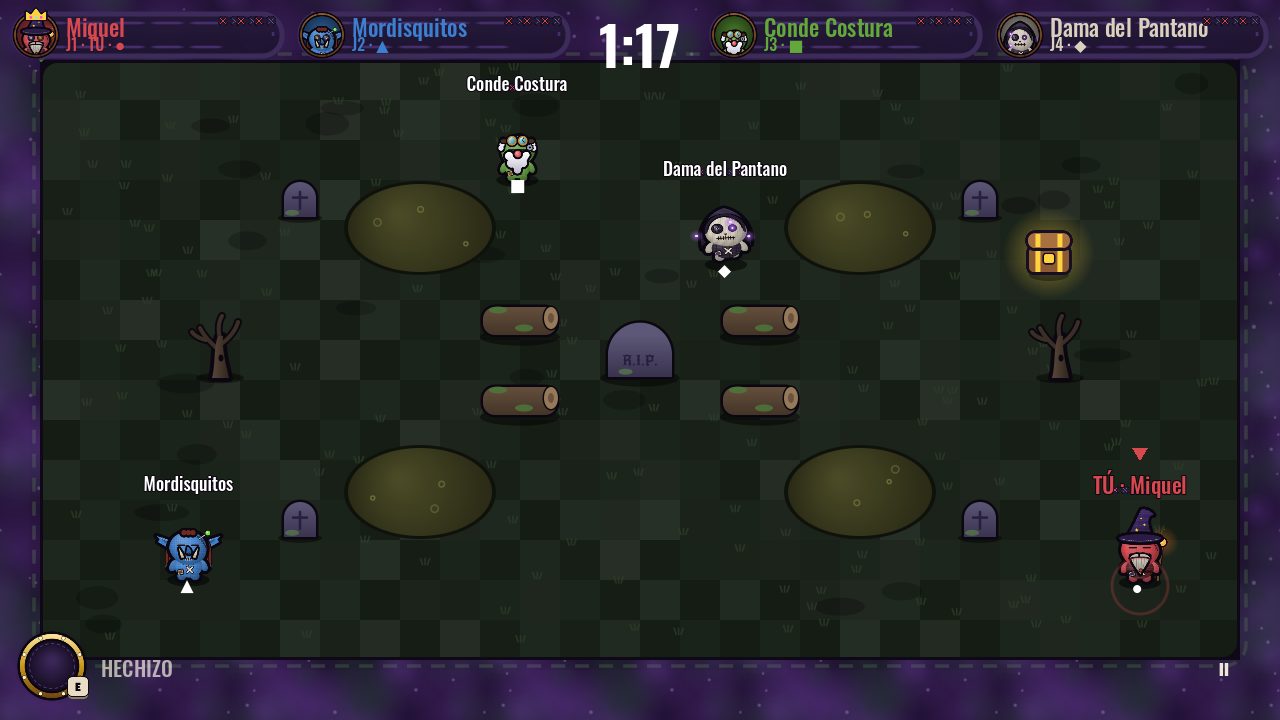 Miquel
J1 · TÚ · ●
Mordisquitos
J2 · ▲
1:17
Conde Costura
J3 · ■
Dama del Pantano
J4 · ◆
Conde Costura
Dama del Pantano
R.I.P.
Mordisquitos
TÚ · Miquel
HECHIZO
E